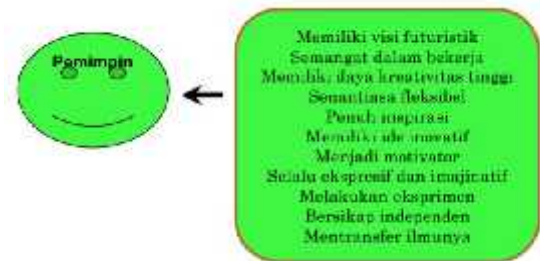 Pemimpin
Memiliki visi futuristik
Semangat dalam bekerja
Memiliki daya kreativitas tinggi
Senantiasa fleksibel
Penuh inspirasi
Memiliki ide inovatif
Menjadi motivator
Selalu ekspresif dan imajinatif
Melakukan eksprimen
Bersikap independen
Mentransfer ilmunya